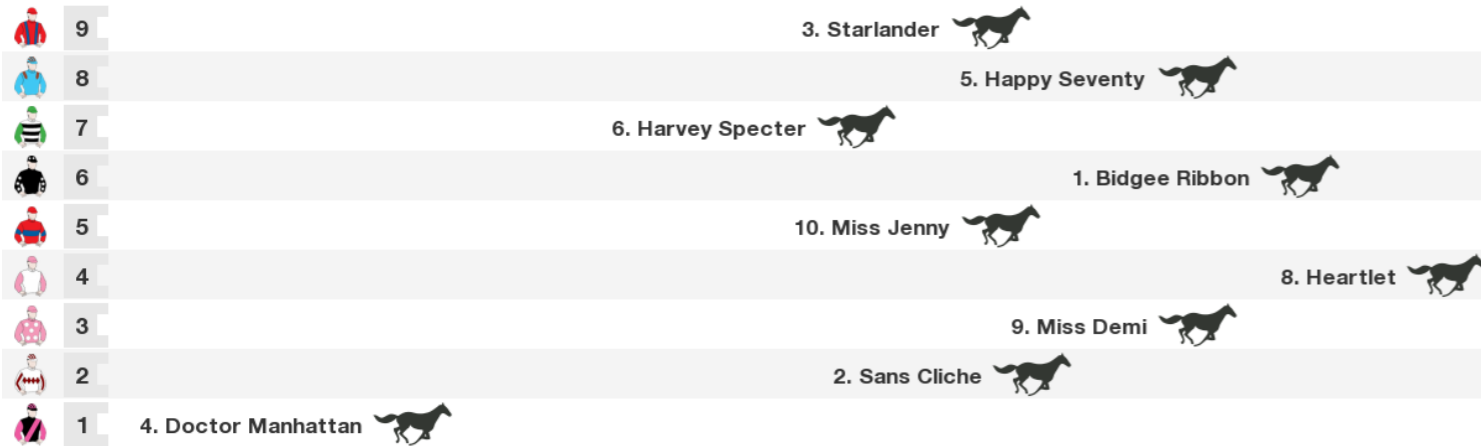 9 3. Starlander
8 5. Happy Seventy
7 6. Harvey Specter
6 1. Bidgee Ribbon
5 10. Miss Jenny
4 8. Heartlet
3 9. Miss Demi
2 2. Sans Cliche
1 4. Doctor Manhattan